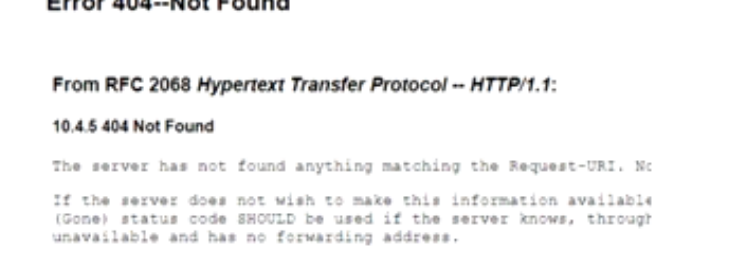 Error 404--Not Found
From RFC 2068 Hypertext Transfer Protocol -- HTTP/1.1:
10.4.5 404 Not Found
The server has not found anything matching the Request-URI. No
If the server does not wish to make this information available
(Gone) status code SHOULD be used if the server knows, through
unavailable and has no forwarding address.